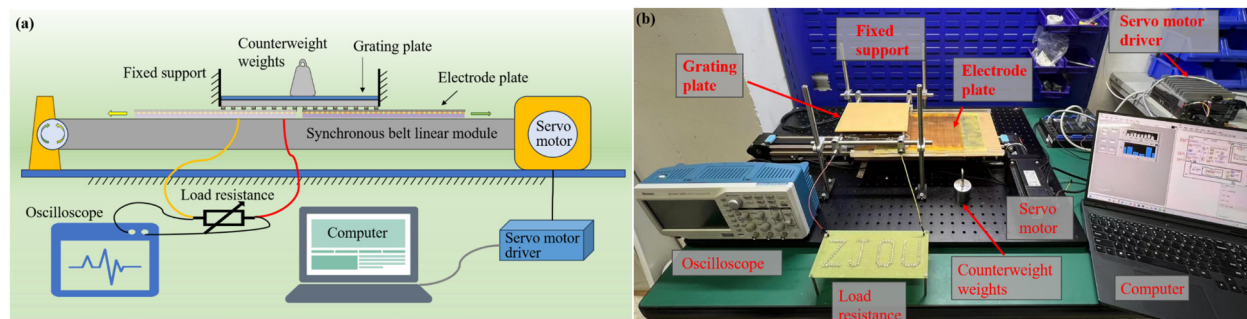 (a)
Counterweight
weights
Grating plate
Fixed support
Electrode plate
Synchronous belt linear module
Servo
motor
Load resistance
Oscilloscope
Computer
Servo motor
driver
(b)
Fixed
support
Servo motor
driver
Grating
plate
Electrode
plate
Servo
motor
Oscilloscope
ZJOU
Load
resistance
Counterweight
weights
Computer